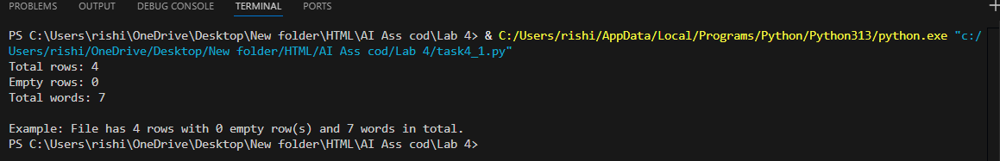 PROBLEMS OUTPUT DEBUG CONSOLE TERMINAL PORTS
PS C:\Users\rishi\OneDrive\Desktop\New folder\HTML\AI Ass cod\Lab 4> & C:/Users/rishi/AppData/Local/Programs/Python/Python313/python.exe "c:/
Users/rishi/OneDrive/Desktop/New folder/HTML/AI Ass cod/Lab 4/task4_1.py"
Total rows: 4
Empty rows: 0
Total words: 7
Example: File has 4 rows with 0 empty row(s) and 7 words in total.
PS C:\Users\rishi\OneDrive\Desktop\New folder\HTML\AI Ass cod\Lab 4>